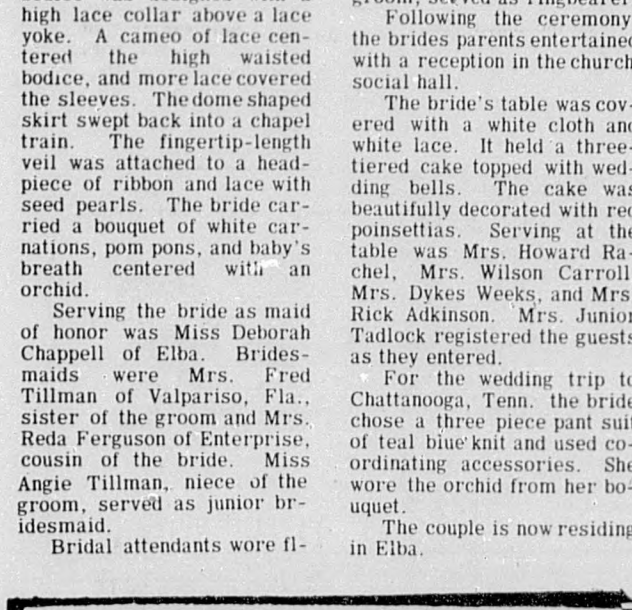 high lace collar above a lace
yoke. A cameo of lace cen-
tered the high waisted
bodice, and more lace covered
the sleeves. The dome shaped
skirt swept back into a chapel
train. The fingertip-length
veil was attached to a head-
piece of ribbon and lace with
seed pearls. The bride car-
ried a bouquet of white car-
nations, pom pons, and baby's
breath centered with an
orchid.
Serving the bride as maid
of honor was Miss Deborah
Chappell of Elba. Brides-
maids were Mrs. Fred
Tillman of Valpariso, Fla.,
sister of the groom and Mrs.
Reda Ferguson of Enterprise,
cousin of the bride. Miss
Angie Tillman, niece of the
groom, served as junior br-
idesmaid.
Bridal attendants wore fl-
groom, served as ringbearer
Following the ceremony
the brides parents entertained
with a reception in the church
social hall.
The bride's table was cov-
ered with a white cloth and
white lace. It held a three-
tiered cake topped with wed-
ding bells. The cake was
beautifully decorated with red
poinsettias. Serving at the
table was Mrs. Howard Ra-
chel, Mrs. Wilson Carroll
Mrs. Dykes Weeks, and Mrs
Rick Adkinson. Mrs. Junior
Tadlock registered the guests
as they entered.
For the wedding trip to
Chattanooga, Tenn. the bride
chose a three piece pant suit
of teal blue knit and used co-
ordinating accessories. She
wore the orchid from her bo-
uquet.
The couple is now residing
in Elba.